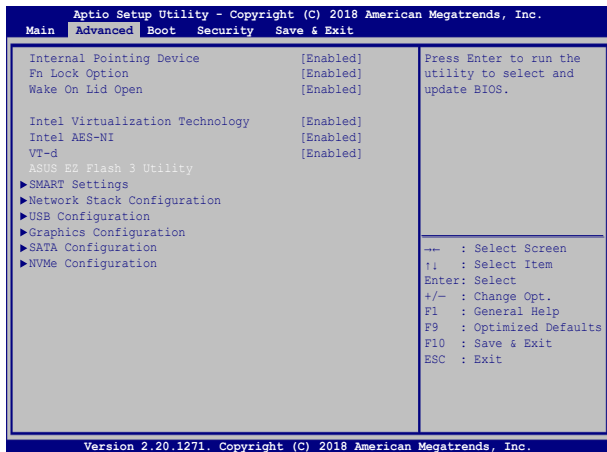 Aptio Setup Utility - Copyright (C) 2018 American Megatrends, Inc.
Main Advanced Boot Security Save & Exit
Internal Pointing Device [Enabled]
Fn Lock Option [Enabled]
Wake On Lid Open [Enabled]
Intel Virtualization Technology [Enabled]
Intel AES-NI [Enabled]
VT-d [Enabled]
ASUS EZ Flash 3 Utility
▶SMART Settings
▶Network Stack Configuration
▶USB Configuration
▶Graphics Configuration
▶SATA Configuration
▶NVMe Configuration
Press Enter to run the
utility to select and
update BIOS.
→← : Select Screen
↑↓ : Select Item
Enter: Select
+/— : Change Opt.
F1 : General Help
F9 : Optimized Defaults
F10 : Save & Exit
ESC : Exit
Version 2.20.1271. Copyright (C) 2018 American Megatrends, Inc.